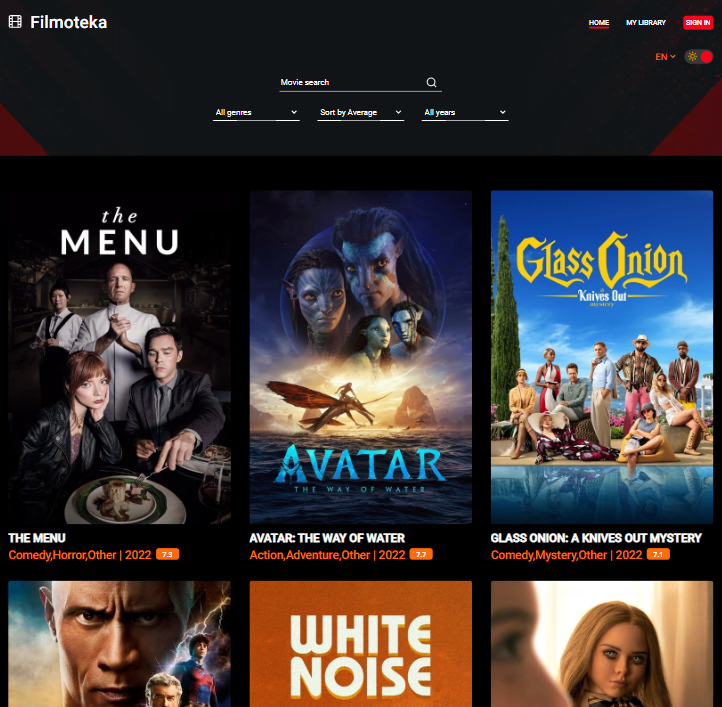 Filmoteka
HOME
MY LIBRARY
SIGN IN
EN
Movie search
All genres
Sort by Average
All years
the
MENU
AVATAR
THE WAY OF WATER
GLASS ONION
A
Knives Out
mystery
THE MENU
Comedy,Horror,Other | 2022 7.3
AVATAR: THE WAY OF WATER
Action,Adventure,Other | 2022 7.7
GLASS ONION: A KNIVES OUT MYSTERY
Comedy,Mystery,Other | 2022 7.1
WHITE
NOISE